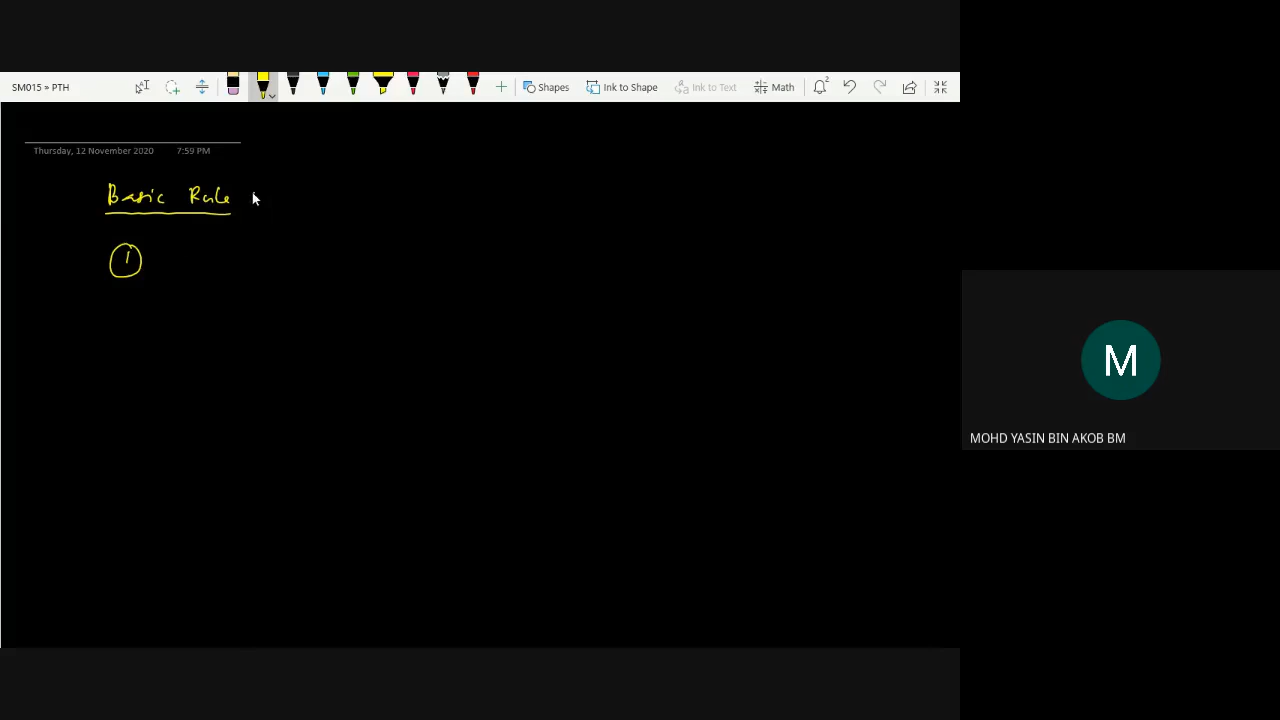 SM015 » PTH
Shapes
Ink to Shape
Ink to Text
Math
2
Thursday, 12 November 2020 7:59 PM
Basic Rule
1
M
MOHD YASIN BIN AKOB BM